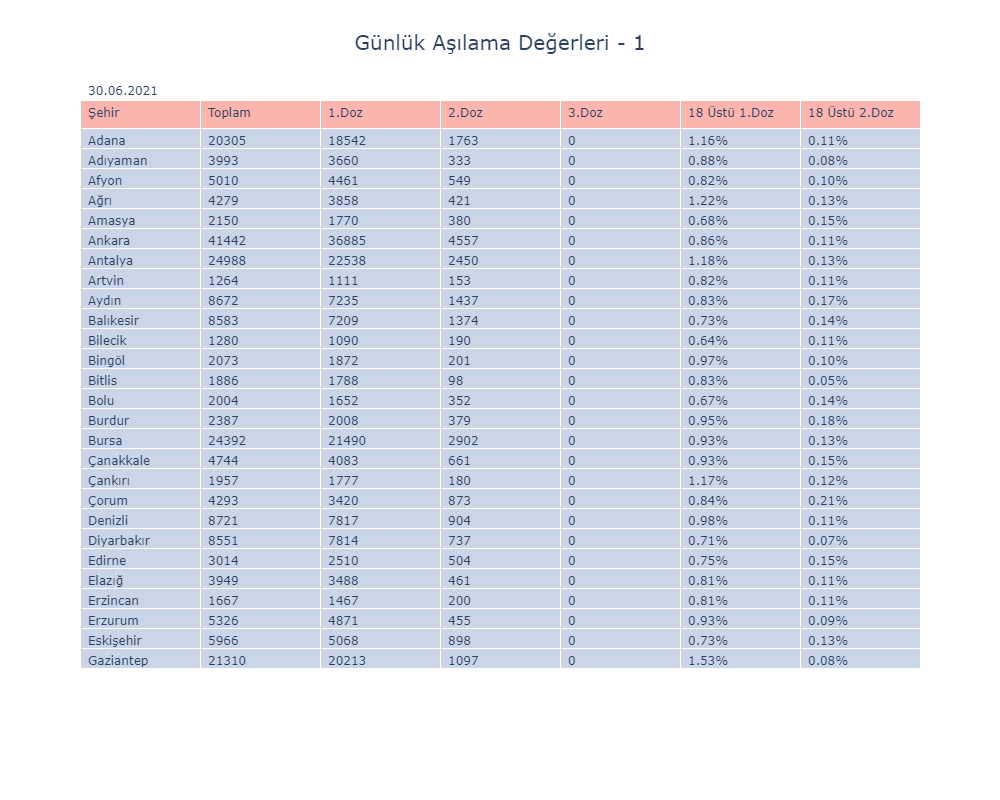 Günlük Aşılama Değerleri - 1
30.06.2021
Şehir Toplam 1.Doz 2.Doz 3.Doz 18 Üstü 1.Doz 18 Üstü 2.Doz
Adana 20305 18542 1763 0 1.16% 0.11%
Adıyaman 3993 3660 333 0 0.88% 0.08%
Afyon 5010 4461 549 0 0.82% 0.10%
Ağrı 4279 3858 421 0 1.22% 0.13%
Amasya 2150 1770 380 0 0.68% 0.15%
Ankara 41442 36885 4557 0 0.86% 0.11%
Antalya 24988 22538 2450 0 1.18% 0.13%
Artvin 1264 1111 153 0 0.82% 0.11%
Aydın 8672 7235 1437 0 0.83% 0.17%
Balıkesir 8583 7209 1374 0 0.73% 0.14%
Bilecik 1280 1090 190 0 0.64% 0.11%
Bingöl 2073 1872 201 0 0.97% 0.10%
Bitlis 1886 1788 98 0 0.83% 0.05%
Bolu 2004 1652 352 0 0.67% 0.14%
Burdur 2387 2008 379 0 0.95% 0.18%
Bursa 24392 21490 2902 0 0.93% 0.13%
Çanakkale 4744 4083 661 0 0.93% 0.15%
Çankırı 1957 1777 180 0 1.17% 0.12%
Çorum 4293 3420 873 0 0.84% 0.21%
Denizli 8721 7817 904 0 0.98% 0.11%
Diyarbakır 8551 7814 737 0 0.71% 0.07%
Edirne 3014 2510 504 0 0.75% 0.15%
Elazığ 3949 3488 461 0 0.81% 0.11%
Erzincan 1667 1467 200 0 0.81% 0.11%
Erzurum 5326 4871 455 0 0.93% 0.09%
Eskişehir 5966 5068 898 0 0.73% 0.13%
Gaziantep 21310 20213 1097 0 1.53% 0.08%